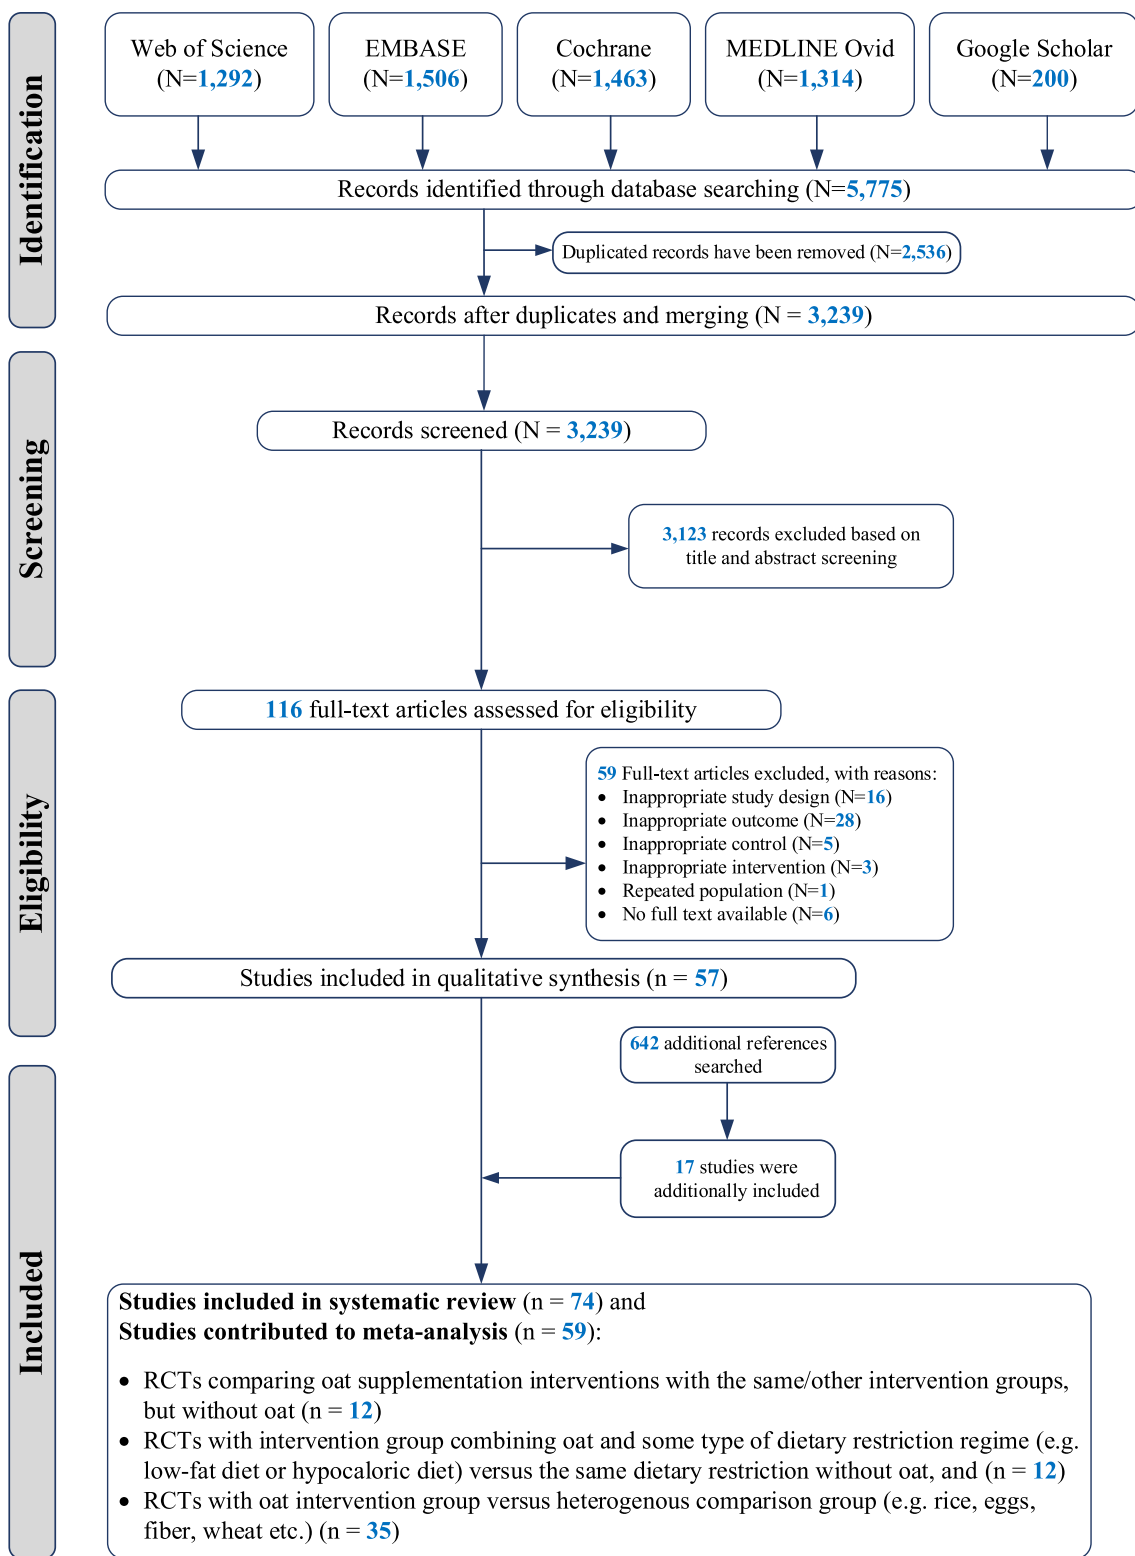 Identification
Web of Science
(N=1,292)
EMBASE
(N=1,506)
Cochrane
(N=1,463)
MEDLINE Ovid
(N=1,314)
Google Scholar
(N=200)
Records identified through database searching (N=5,775)
Duplicated records have been removed (N=2,536)
Records after duplicates and merging (N = 3,239)
Screening
Records screened (N = 3,239)
3,123 records excluded based on
title and abstract screening
Eligibility
116 full-text articles assessed for eligibility
59 Full-text articles excluded, with reasons:
• Inappropriate study design (N=16)
• Inappropriate outcome (N=28)
• Inappropriate control (N=5)
• Inappropriate intervention (N=3)
• Repeated population (N=1)
• No full text available (N=6)
Studies included in qualitative synthesis (n = 57)
Included
642 additional references
searched
17 studies were
additionally included
Studies included in systematic review (n = 74) and
Studies contributed to meta-analysis (n = 59):
• RCTs comparing oat supplementation interventions with the same/other intervention groups,
but without oat (n = 12)
• RCTs with intervention group combining oat and some type of dietary restriction regime (e.g.
low-fat diet or hypocaloric diet) versus the same dietary restriction without oat, and (n = 12)
• RCTs with oat intervention group versus heterogenous comparison group (e.g. rice, eggs,
fiber, wheat etc.) (n = 35)